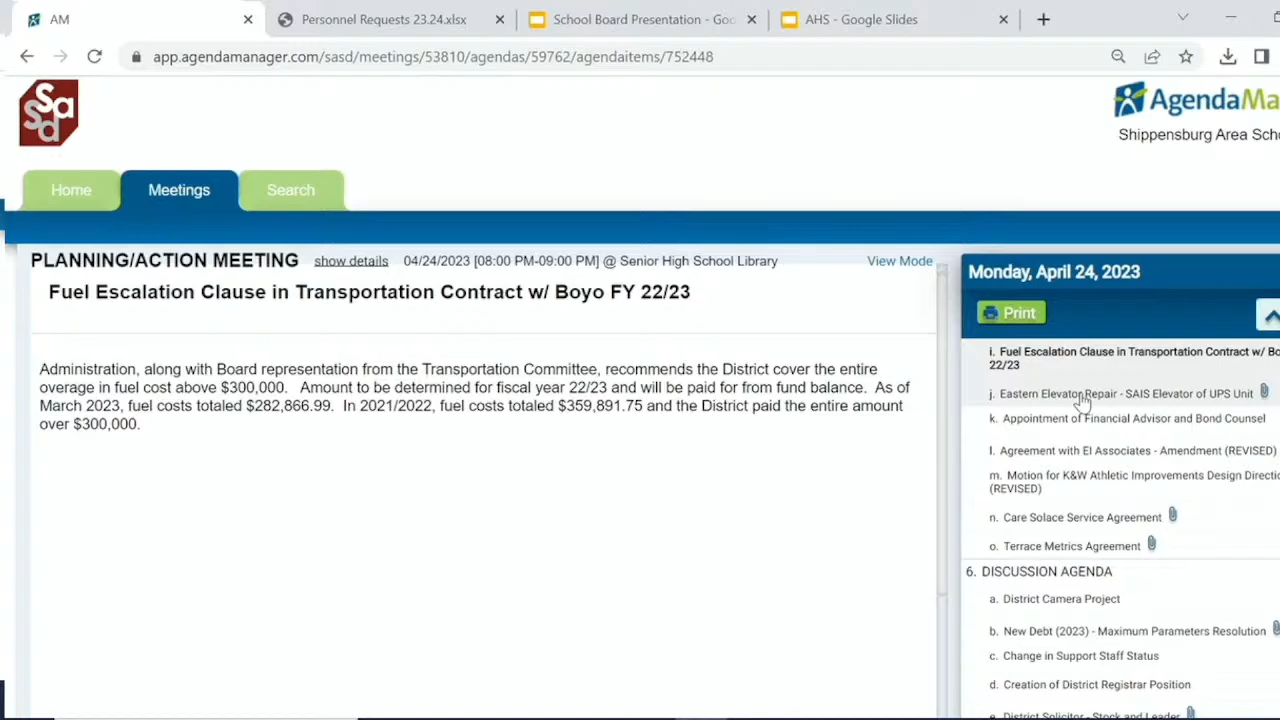 AM
Personnel Requests 23.24.xlsx
School Board Presentation - Goo
AHS - Google Slides
app.agendamanager.com/sasd/meetings/53810/agendas/59762/agendaitems/752448
Sa
Sd
AgendaMa
Shippensburg Area Scho
Home
Meetings
Search
PLANNING/ACTION MEETING show details 04/24/2023 [08:00 PM-09:00 PM] @ Senior High School Library View Mode
Fuel Escalation Clause in Transportation Contract w/ Boyo FY 22/23
Administration, along with Board representation from the Transportation Committee, recommends the District cover the entire
overage in fuel cost above $300,000. Amount to be determined for fiscal year 22/23 and will be paid for from fund balance. As of
March 2023, fuel costs totaled $282,866.99. In 2021/2022, fuel costs totaled $359,891.75 and the District paid the entire amount
over $300,000.
Monday, April 24, 2023
Print
i. Fuel Escalation Clause in Transportation Contract w/ Bo
22/23
j. Eastern Elevator Repair - SAIS Elevator of UPS Unit
k. Appointment of Financial Advisor and Bond Counsel
l. Agreement with EI Associates - Amendment (REVISED)
m. Motion for K&W Athletic Improvements Design Directi
(REVISED)
n. Care Solace Service Agreement
o. Terrace Metrics Agreement
6. DISCUSSION AGENDA
a. District Camera Project
b. New Debt (2023) - Maximum Parameters Resolution
c. Change in Support Staff Status
d. Creation of District Registrar Position
e. District Solicitor - Stock and Leader